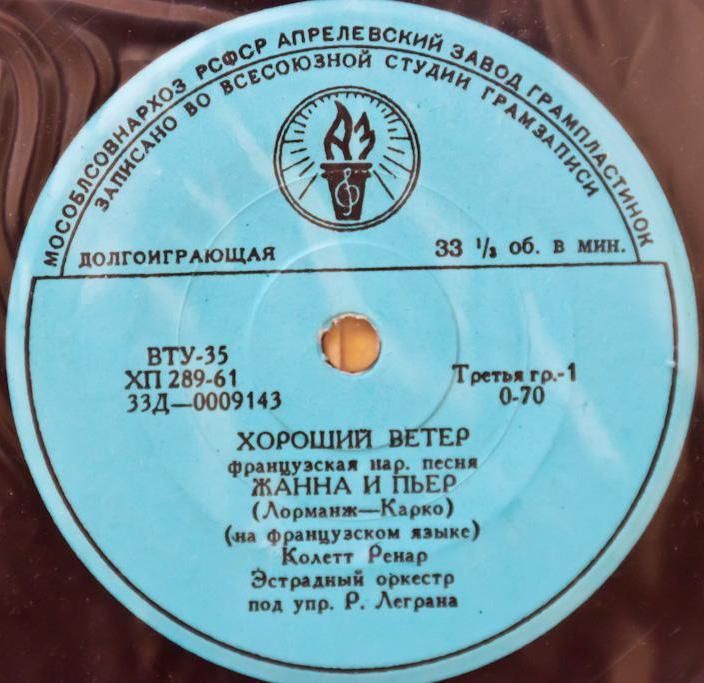 МОСОБЛСОВНАРХОЗ РСФСР АПРЕЛЕВСКИЙ ЗАВОД ГРАМПЛАСТИНОК
ЗАПИСАНО ВО ВСЕСОЮЗНОЙ СТУДИИ ГРАМЗАПИСИ
АЗ
ДОЛГОИГРАЮЩАЯ 33 ⅓ об. в мин.
ВТУ-35
ХП 289-61 Третья гр.-1
33Д—0009143 0-70
ХОРОШИЙ ВЕТЕР
французская нар. песня
ЖАННА И ПЬЕР
(Лорманж—Карко)
(на французском языке)
Колетт Ренар
Эстрадный оркестр
под упр. Р. Леграна